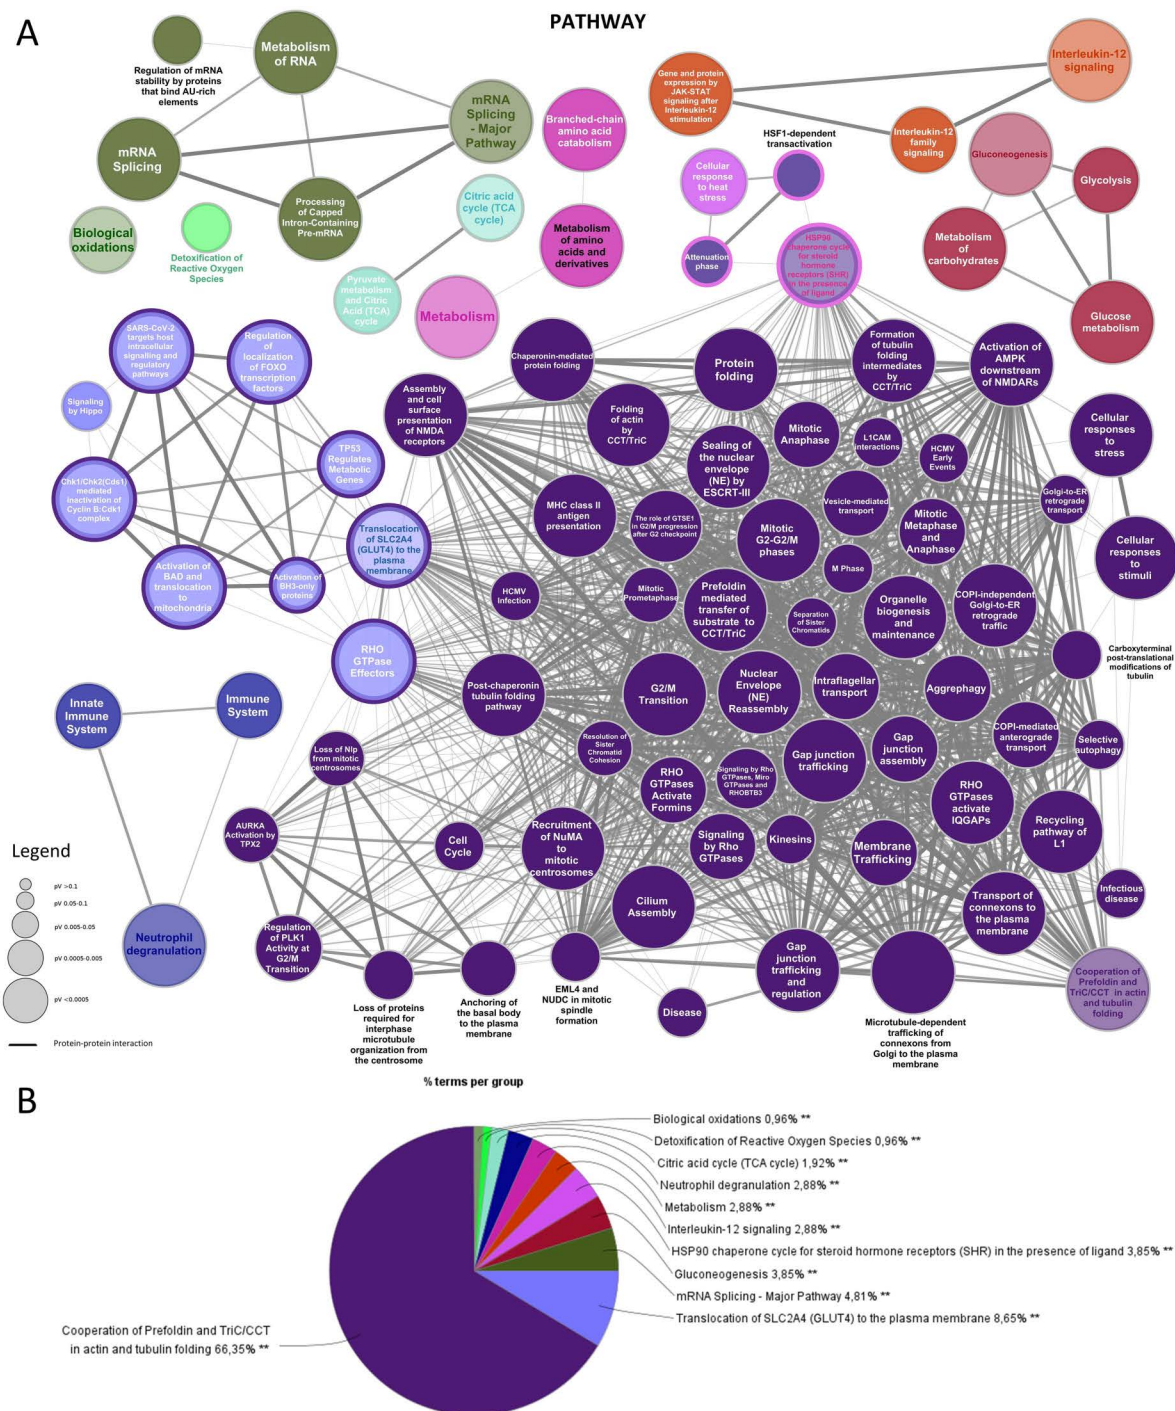 PATHWAY
A
Regulation of mRNA
stability by proteins
that bind AU-rich
elements
Metabolism
of RNA
mRNA
Splicing
mRNA
Splicing
- Major
Pathway
Processing
of Capped
Intron-Containing
Pre-mRNA
Biological
oxidations
Detoxification of
Reactive Oxygen
Species
Branched-chain
amino acid
catabolism
Metabolism
of amino
acids and
derivatives
Metabolism
Citric acid
cycle (TCA
cycle)
Pyruvate
metabolism
and Citric
Acid (TCA)
cycle
Gene and protein
expression by
JAK-STAT
signaling after
Interleukin-12
stimulation
Interleukin-12
signaling
Interleukin-12
family
signaling
HSF1-dependent
transactivation
Cellular
response
to heat
stress
Attenuation
phase
HSP90
chaperone cycle
for steroid
hormone
receptors (SHR)
in the presence
of ligand
Gluconeogenesis
Glycolysis
Metabolism
of
carbohydrates
Glucose
metabolism
SARS-CoV-2
targets host
intracellular
signalling and
regulatory
pathways
Regulation
of
localization
of FOXO
transcription
factors
Signaling
by Hippo
TP53
Regulates
Metabolic
Genes
Chk1/Chk2(Cds1)
mediated
inactivation of
Cyclin B:Cdk1
complex
Translocation
of SLC2A4
(GLUT4) to the
plasma
membrane
Activation of
BAD and
translocation
to
mitochondria
Activation of
BH3-only
proteins
RHO
GTPase
Effectors
Chaperonin-mediated
protein folding
Protein
folding
Formation
of tubulin
folding
intermediates
by
CCT/TriC
Activation of
AMPK
downstream
of NMDARs
Assembly
and cell
surface
presentation
of NMDA
receptors
Folding
of actin
by
CCT/TriC
Mitotic
Anaphase
L1CAM
interactions
HCMV
Early
Events
Cellular
responses
to
stress
Sealing of
the nuclear
envelope
(NE) by
ESCRT-III
Golgi-to-ER
retrograde
transport
MHC class II
antigen
presentation
The role of GTSE1
in G2/M progression
after G2 checkpoint
Mitotic
G2-G2/M
phases
Vesicle-mediated
transport
Mitotic
Metaphase
and
Anaphase
Cellular
responses to
stimuli
M Phase
HCMV
Infection
Mitotic
Prometaphase
Prefoldin
mediated
transfer of
substrate to
CCT/TriC
Separation
of Sister
Chromatids
Organelle
biogenesis
and
maintenance
COPI-independent
Golgi-to-ER
retrograde
traffic
Carboxyterminal
post-translational
modifications of
tubulin
Post-chaperonin
tubulin folding
pathway
G2/M
Transition
Nuclear
Envelope
(NE)
Reassembly
Intraflagellar
transport
Aggrephagy
Innate
Immune
System
Immune
System
Neutrophil
degranulation
Loss of Nlp
from mitotic
centrosomes
Resolution of
Sister
Chromatid
Cohesion
Gap junction
trafficking
Gap
junction
assembly
COPI-mediated
anterograde
transport
Selective
autophagy
RHO
GTPases
Activate
Formins
Signaling by Rho
GTPases, Miro
GTPases and
RHOBTB3
RHO
GTPases
activate
IQGAPs
Recycling
pathway of
L1
AURKA
Activation by
TPX2
Cell
Cycle
Recruitment
of NuMA
to
mitotic
centrosomes
Signaling
by Rho
GTPases
Kinesins
Membrane
Trafficking
Cilium
Assembly
Transport of
connexons to
the plasma
membrane
Infectious
disease
Regulation
of PLK1
Activity at
G2/M
Transition
Loss of proteins
required for
interphase
microtubule
organization from
the centrosome
Anchoring of
the basal body
to the plasma
membrane
EML4 and
NUDC in mitotic
spindle
formation
Disease
Gap
junction
trafficking
and
regulation
Microtubule-dependent
trafficking of
connexons from
Golgi to the plasma
membrane
Cooperation of
Prefoldin and
TriC/CCT in actin
and tubulin
folding
Legend
pV >0.1
pV 0.05-0.1
pV 0.005-0.05
pV 0.0005-0.005
pV <0.0005
Protein-protein interaction
B
% terms per group
Biological oxidations 0,96% **
Detoxification of Reactive Oxygen Species 0,96% **
Citric acid cycle (TCA cycle) 1,92% **
Neutrophil degranulation 2,88% **
Metabolism 2,88% **
Interleukin-12 signaling 2,88% **
HSP90 chaperone cycle for steroid hormone receptors (SHR) in the presence of ligand 3,85% **
Gluconeogenesis 3,85% **
mRNA Splicing - Major Pathway 4,81% **
Translocation of SLC2A4 (GLUT4) to the plasma membrane 8,65% **
Cooperation of Prefoldin and TriC/CCT
in actin and tubulin folding 66,35% **